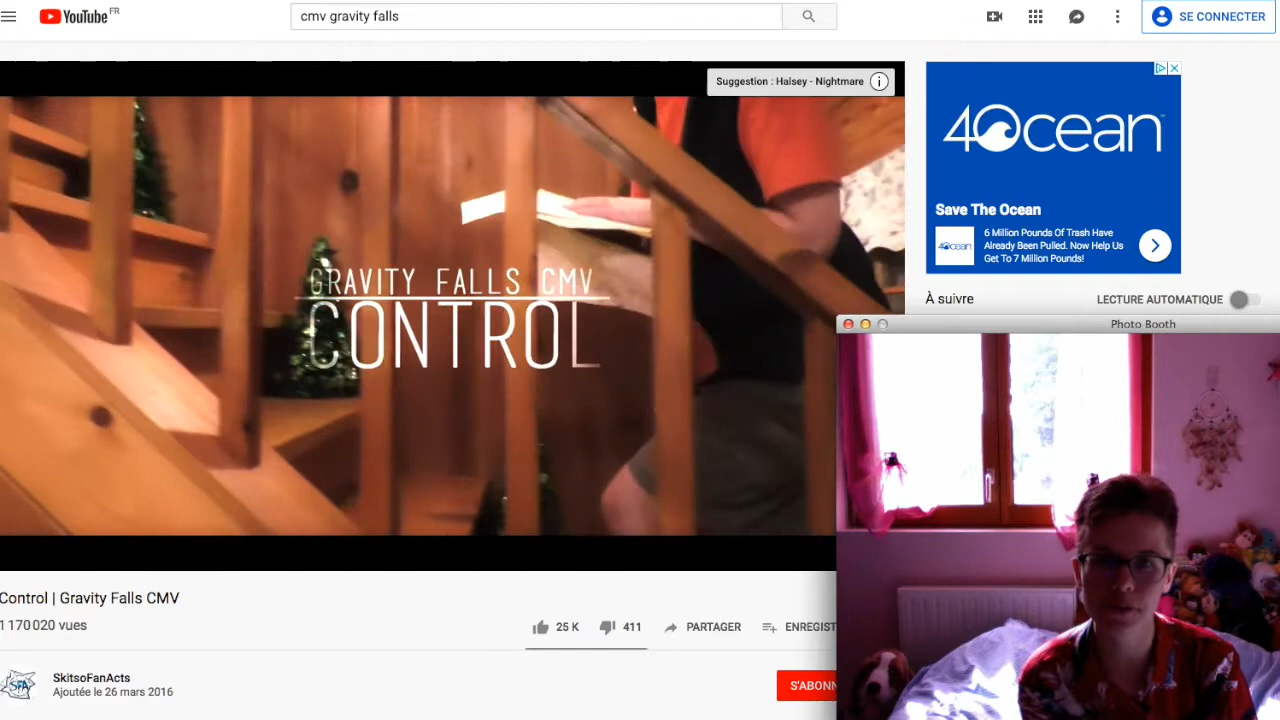 YouTube FR
cmv gravity falls
SE CONNECTER
Suggestion : Halsey - Nightmare
GRAVITY FALLS CMV
CONTROL
4Ocean
Save The Ocean
4Ocean
6 Million Pounds Of Trash Have
Already Been Pulled. Now Help Us
Get To 7 Million Pounds!
À suivre
LECTURE AUTOMATIQUE
Photo Booth
Control | Gravity Falls CMV
1 170 020 vues
25 K
411
PARTAGER
ENREGIST
SFA
SkitsoFanActs
Ajoutée le 26 mars 2016
S'ABONN